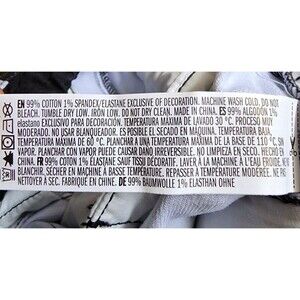 EN 99% COTTON 1% SPANDEX/ELASTANE EXCLUSIVE OF DECORATION. MACHINE WASH COLD. DO NOT
BLEACH. TUMBLE DRY LOW. IRON LOW. DO NOT DRY CLEAN. MADE IN CHINA. ES 99% ALGODÓN 1%
elastano EXCLUSIVO PARA DECORACIÓN. TEMPERATURA MÁXIMA DE LAVADO 30 °C. PROCESO
MODERADO. NO USAR BLANQUEADOR. ES POSIBLE EL SECADO EN MÁQUINA. TEMPERATURA BAJA,
TEMPERATURA MÁXIMA DE 60 °C. PLANCHAR A UNA TEMPERATURA MÁXIMA DE LA BASE DE 110 °C. SIN
VAPOR. PLANCHAR CON VAPOR PUEDE CAUSAR DAÑO IRREVERSIBLE. NO LIMPIEZA EN SECO. HECHO EN
CHINA. FR 99% COTON 1% ÉLASTANNE SAUF TISSU DÉCORATIF. LAVER À LA MACHINE À L'EAU FROIDE. NE PAS
BLANCHIR. SÉCHER EN MACHINE À BASSE TEMPÉRATURE. REPASSER À TEMPÉRATURE MODÉRÉE. NE PAS
NETTOYER À SEC. FABRIQUÉ EN CHINE. DE 99% BAUMWOLLE 1% ELASTHAN OHNE